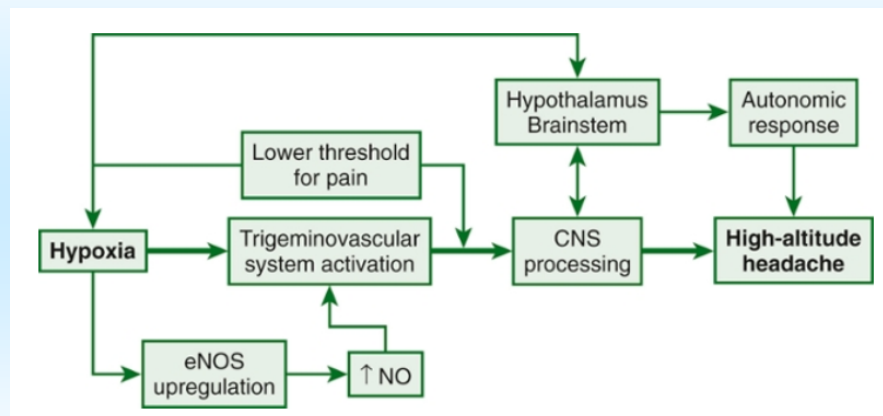 Hypothalamus
Brainstem
Autonomic
response
Lower threshold
for pain
Hypoxia
Trigeminovascular
system activation
CNS
processing
High-altitude
headache
eNOS
upregulation
↑ NO